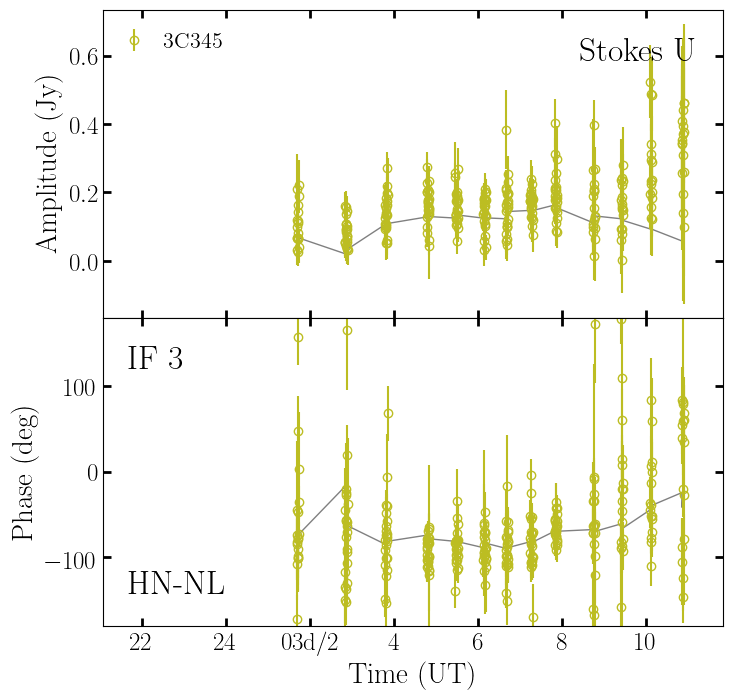 3C345
Stokes U
Amplitude (Jy)
0.6
0.4
0.2
0.0
IF 3
HN-NL
Phase (deg)
100
0
−100
22 24 03d/2 4 6 8 10
Time (UT)